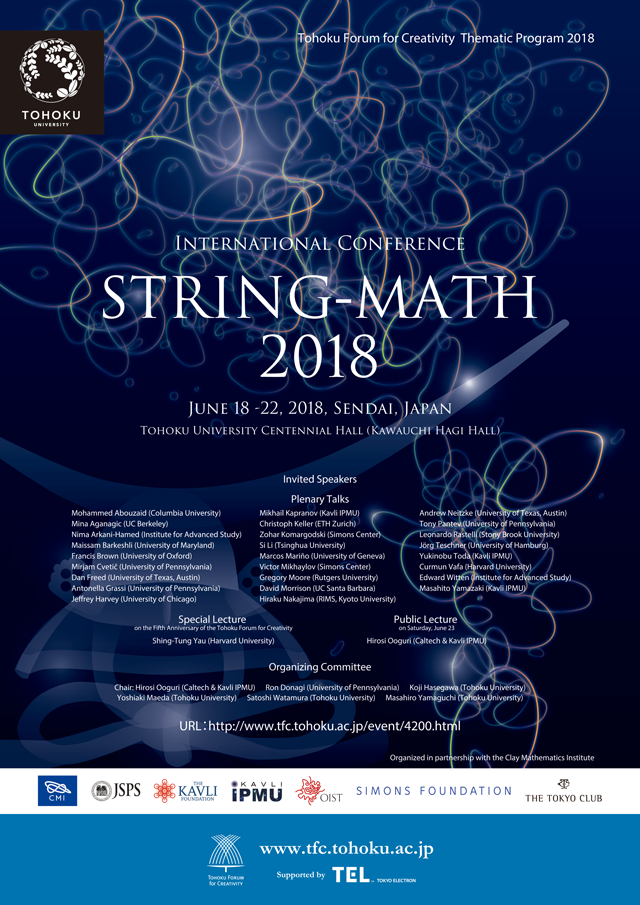 Tohoku Forum for Creativity Thematic Program 2018
TOHOKU
UNIVERSITY
International Conference
STRING-MATH
2018
June 18 -22, 2018, Sendai, Japan
Tohoku University Centennial Hall (Kawauchi Hagi Hall)
Invited Speakers
Plenary Talks
Mohammed Abouzaid (Columbia University)
Mina Aganagic (UC Berkeley)
Nima Arkani-Hamed (Institute for Advanced Study)
Maissam Barkeshli (University of Maryland)
Francis Brown (University of Oxford)
Mirjam Cvetič (University of Pennsylvania)
Dan Freed (University of Texas, Austin)
Antonella Grassi (University of Pennsylvania)
Jeffrey Harvey (University of Chicago)
Mikhail Kapranov (Kavli IPMU)
Christoph Keller (ETH Zurich)
Zohar Komargodski (Simons Center)
Si Li (Tsinghua University)
Marcos Mariño (University of Geneva)
Victor Mikhaylov (Simons Center)
Gregory Moore (Rutgers University)
David Morrison (UC Santa Barbara)
Hiraku Nakajima (RIMS, Kyoto University)
Andrew Neitzke (University of Texas, Austin)
Tony Pantev (University of Pennsylvania)
Leonardo Rastelli (Stony Brook University)
Jörg Teschner (University of Hamburg)
Yukinobu Toda (Kavli IPMU)
Curmun Vafa (Harvard University)
Edward Witten (Institute for Advanced Study)
Masahito Yamazaki (Kavli IPMU)
Special Lecture
on the Fifth Anniversary of the Tohoku Forum for Creativity
Shing-Tung Yau (Harvard University)
Public Lecture
on Saturday, June 23
Hirosi Ooguri (Caltech & Kavli IPMU)
Organizing Committee
Chair: Hirosi Ooguri (Caltech & Kavli IPMU) Ron Donagi (University of Pennsylvania) Koji Hasegawa (Tohoku University)
Yoshiaki Maeda (Tohoku University) Satoshi Watamura (Tohoku University) Masahiro Yamaguchi (Tohoku University)
URL：http://www.tfc.tohoku.ac.jp/event/4200.html
Organized in partnership with the Clay Mathematics Institute
CMI
JSPS
THE
KAVLI
FOUNDATION
KAVLI
IPMU
OIST
SIMONS FOUNDATION
THE TOKYO CLUB
Tohoku Forum
for Creativity
www.tfc.tohoku.ac.jp
Supported by TEL TOKYO ELECTRON